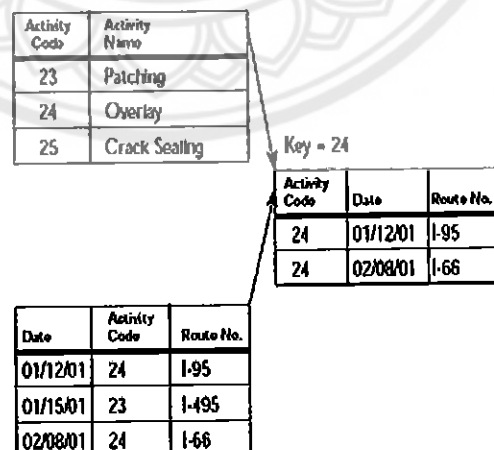 Activity Code Activity Name
23 Patching
24 Overlay
25 Crack Sealing
Key = 24
Activity Code Date Route No.
24 01/12/01 I-95
24 02/08/01 I-66
Date Activity Code Route No.
01/12/01 24 I-95
01/15/01 23 I-495
02/08/01 24 I-66